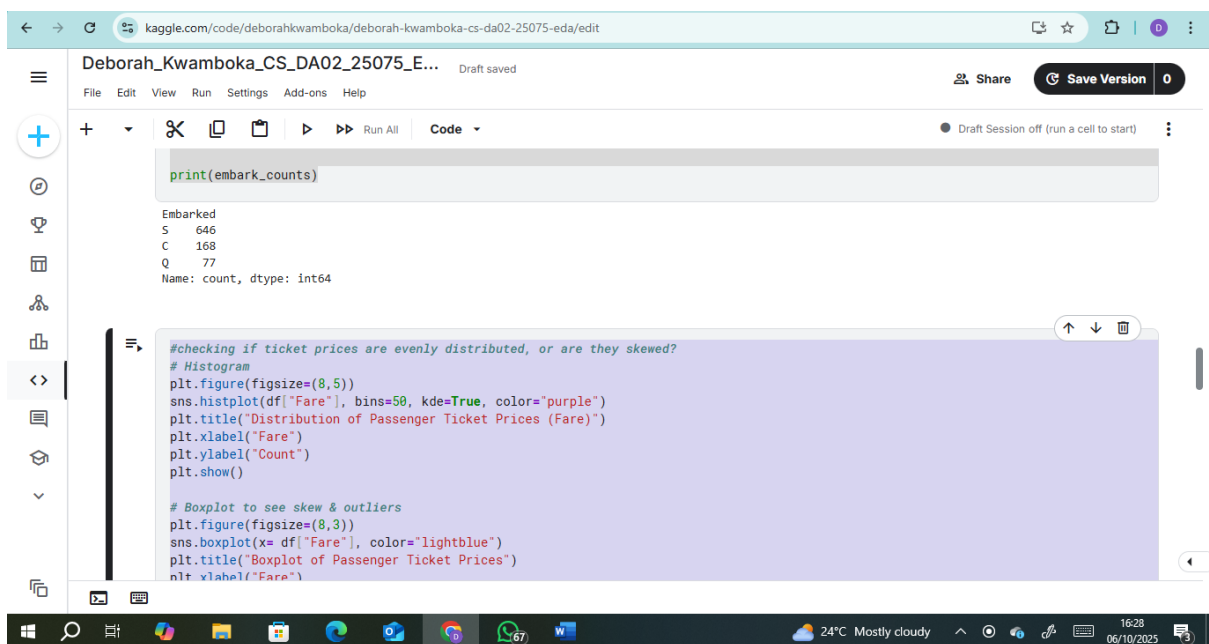 kaggle.com/code/deborahkwamboka/deborah-kwamboka-cs-da02-25075-eda/edit
D
Deborah_Kwamboka_CS_DA02_25075_E...
Draft saved
Share
Save Version
0
File Edit View Run Settings Add-ons Help
Run All
Code
Draft Session off (run a cell to start)
print(embark_counts)
Embarked
S    646
C    168
Q     77
Name: count, dtype: int64
#checking if ticket prices are evenly distributed, or are they skewed?
# Histogram
plt.figure(figsize=(8,5))
sns.histplot(df["Fare"], bins=50, kde=True, color="purple")
plt.title("Distribution of Passenger Ticket Prices (Fare)")
plt.xlabel("Fare")
plt.ylabel("Count")
plt.show()
# Boxplot to see skew & outliers
plt.figure(figsize=(8,3))
sns.boxplot(x= df["Fare"], color="lightblue")
plt.title("Boxplot of Passenger Ticket Prices")
plt.xlabel("Fare")
67
24°C Mostly cloudy
16:28
06/10/2025
3